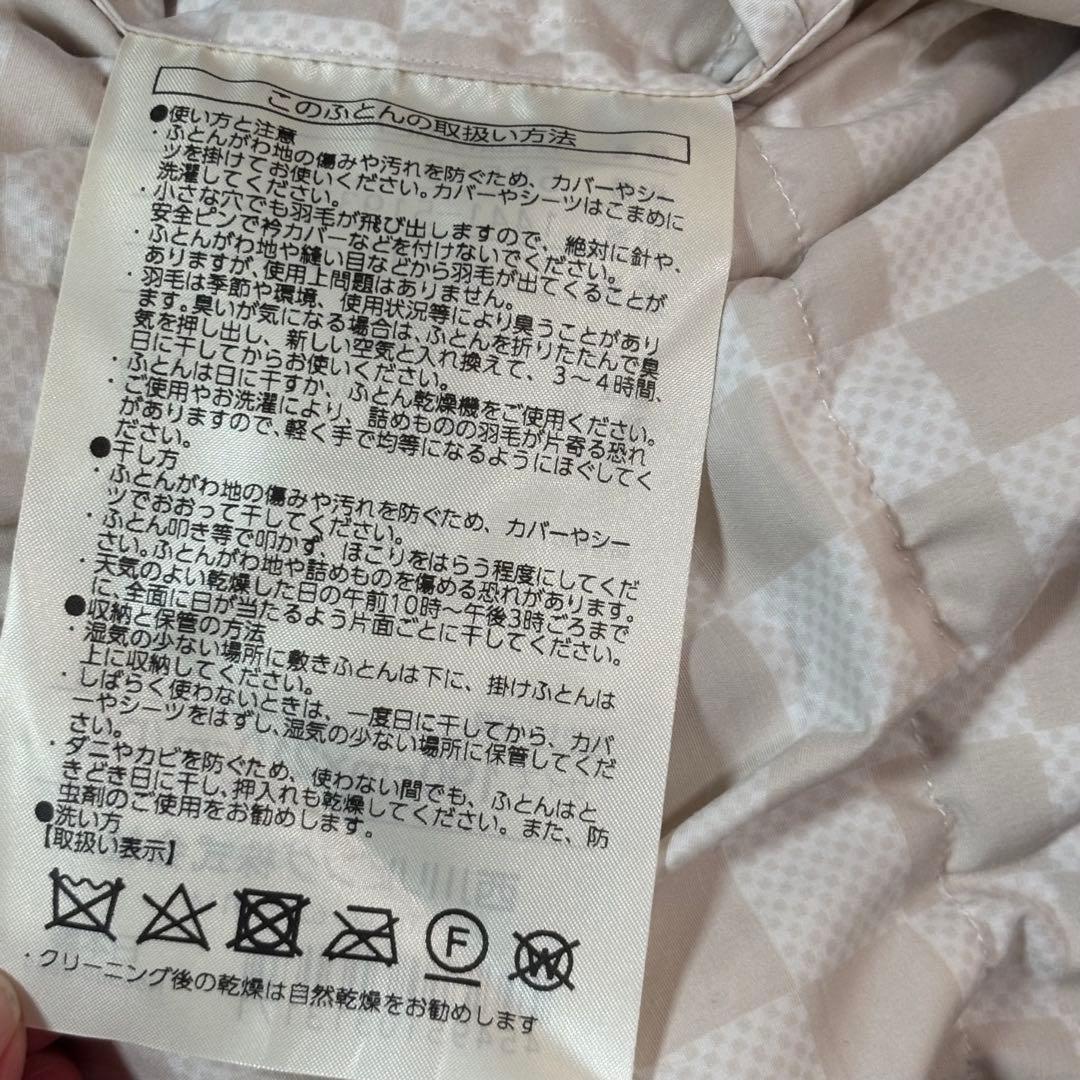 このふとんの取扱い方法
●使い方と注意
・ふとんがわ地の傷みや汚れを防ぐため、カバーやシー
ツを掛けてお使いください。カバーやシーツはこまめに
洗濯してください。
・小さな穴でも羽毛が飛び出しますので、絶対に針や、
安全ピンで衿カバーなどを付けないでください。
・ふとんがわ地や縫い目などから羽毛が出てくることが
ありますが、使用上問題はありません。
・羽毛は季節や環境、使用状況等により臭うことがあり
ます。臭いが気になる場合は、ふとんを折りたたんで臭
気を押し出し、新しい空気と入れ換えて、3〜4時間、
日に干してからお使いください。
・ふとんは日に干すか、ふとん乾燥機をご使用ください。
・ご使用やお洗濯により、詰めものの羽毛が片寄る恐れ
がありますので、軽く手で均等になるようにほぐしてく
ださい。
●干し方
・ふとんがわ地の傷みや汚れを防ぐため、カバーやシー
ツでおおって干してください。
・ふとん叩き等で叩かず、ほこりをはらう程度にしてくだ
さい。ふとんがわ地や詰めものを傷める恐れがあります。
・天気のよい乾燥した日の午前10時〜午後3時ごろまで
に、全面に日が当たるよう片面ごとに干してください。
●収納と保管の方法
・湿気の少ない場所に敷きふとんは下に、掛けふとんは
上に収納してください。
・しばらく使わないときは、一度日に干してから、カバ
ーやシーツをはずし、湿気の少ない場所に保管してくだ
さい。
・ダニやカビを防ぐため、使わない間でも、ふとんはと
きどき日に干し、押入れも乾燥してください。また、防
虫剤のご使用をお勧めします。
●洗い方
【取扱い表示】
F W
・クリーニング後の乾燥は自然乾燥をお勧めします